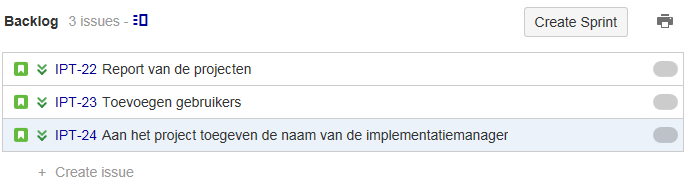 Backlog 3 issues - Create Sprint
IPT-22 Report van de projecten
IPT-23 Toevoegen gebruikers
IPT-24 Aan het project toegeven de naam van de implementatiemanager
+ Create issue